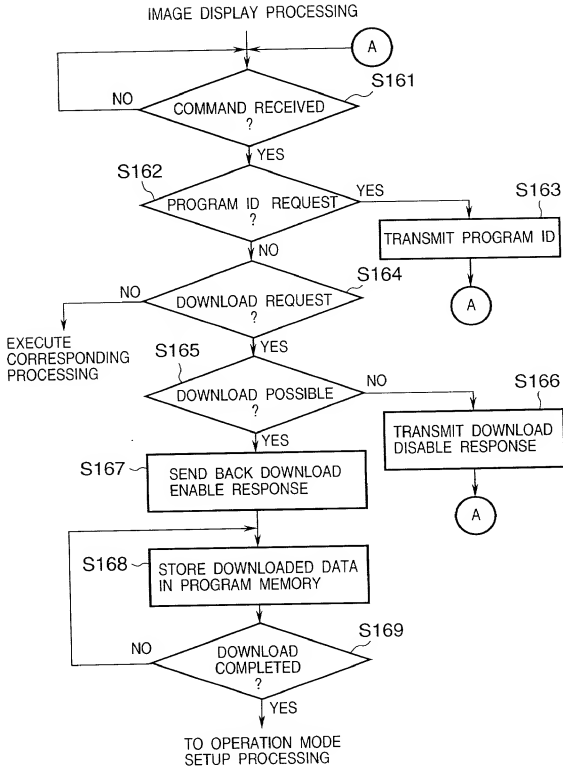 IMAGE DISPLAY PROCESSING
A
S161
NO
COMMAND RECEIVED
?
YES
S162
PROGRAM ID REQUEST
?
YES
S163
TRANSMIT PROGRAM ID
A
NO
S164
NO
DOWNLOAD REQUEST
?
EXECUTE
CORRESPONDING
PROCESSING
YES
S165
DOWNLOAD POSSIBLE
?
NO
S166
TRANSMIT DOWNLOAD
DISABLE RESPONSE
A
YES
S167
SEND BACK DOWNLOAD
ENABLE RESPONSE
S168
STORE DOWNLOADED DATA
IN PROGRAM MEMORY
S169
NO
DOWNLOAD
COMPLETED
?
YES
TO OPERATION MODE
SETUP PROCESSING